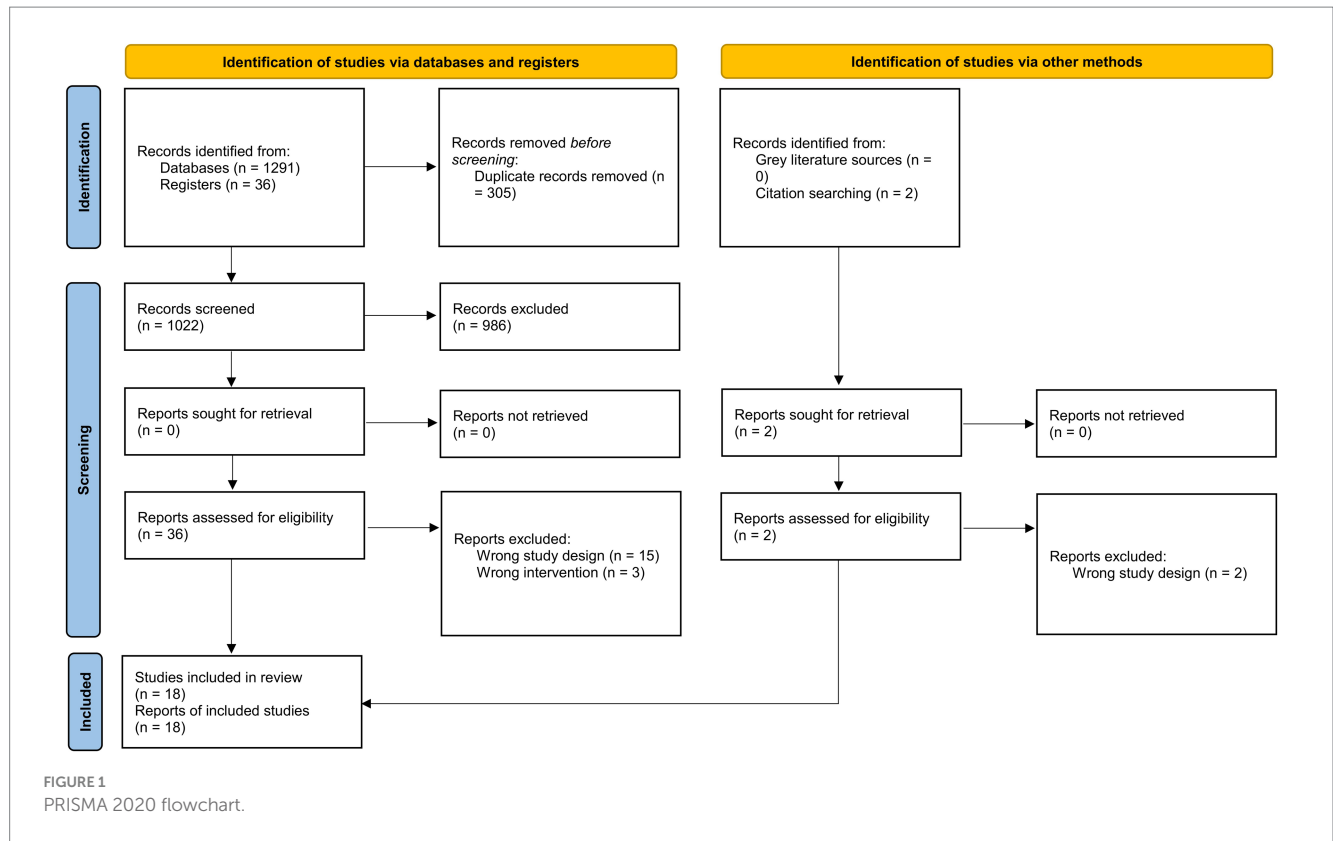 Identification of studies via databases and registers
Identification of studies via other methods
Identification
Records identified from:
Databases (n = 1291)
Registers (n = 36)
Records removed before
screening:
Duplicate records removed (n
= 305)
Records identified from:
Grey literature sources (n =
0)
Citation searching (n = 2)
Screening
Records screened
(n = 1022)
Records excluded
(n = 986)
Reports sought for retrieval
(n = 0)
Reports not retrieved
(n = 0)
Reports sought for retrieval
(n = 2)
Reports not retrieved
(n = 0)
Reports assessed for eligibility
(n = 36)
Reports excluded:
Wrong study design (n = 15)
Wrong intervention (n = 3)
Reports assessed for eligibility
(n = 2)
Reports excluded:
Wrong study design (n = 2)
Included
Studies included in review
(n = 18)
Reports of included studies
(n = 18)
FIGURE 1
PRISMA 2020 flowchart.